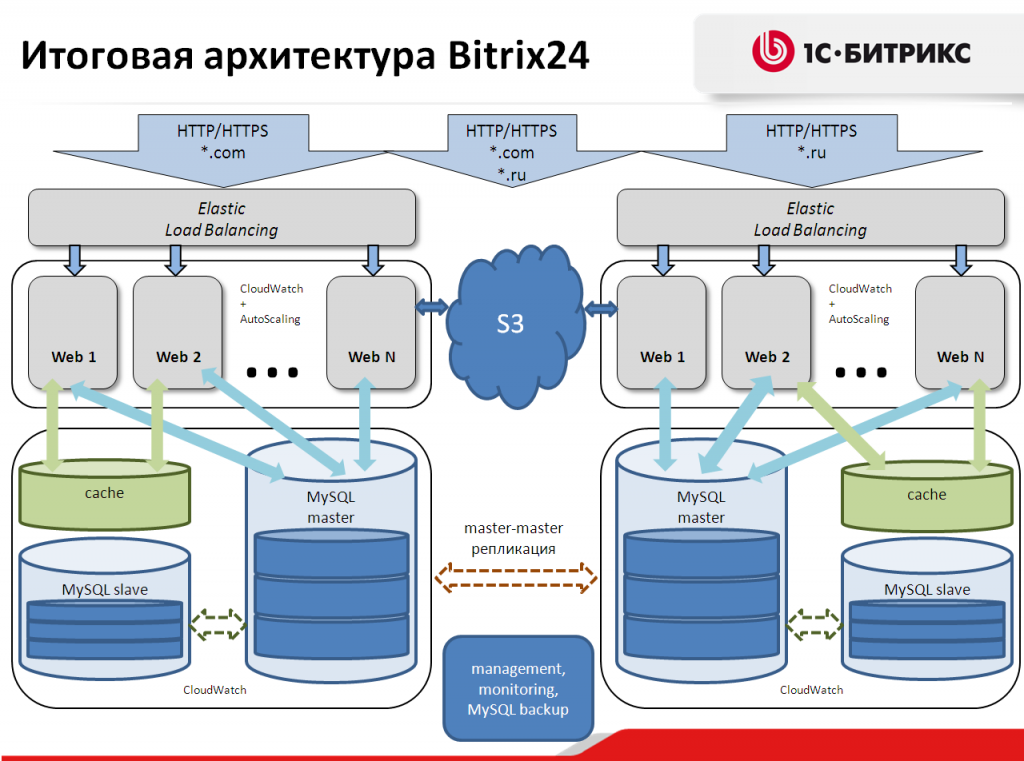 Итоговая архитектура Bitrix24
1С·БИТРИКС
HTTP/HTTPS
*.com
HTTP/HTTPS
*.com
*.ru
HTTP/HTTPS
*.ru
Elastic
Load Balancing
Elastic
Load Balancing
Web 1
Web 2
CloudWatch
+
AutoScaling
...
Web N
S3
Web 1
Web 2
CloudWatch
+
AutoScaling
...
Web N
cache
MySQL
master
MySQL slave
CloudWatch
master-master
репликация
management,
monitoring,
MySQL backup
MySQL
master
cache
MySQL slave
CloudWatch